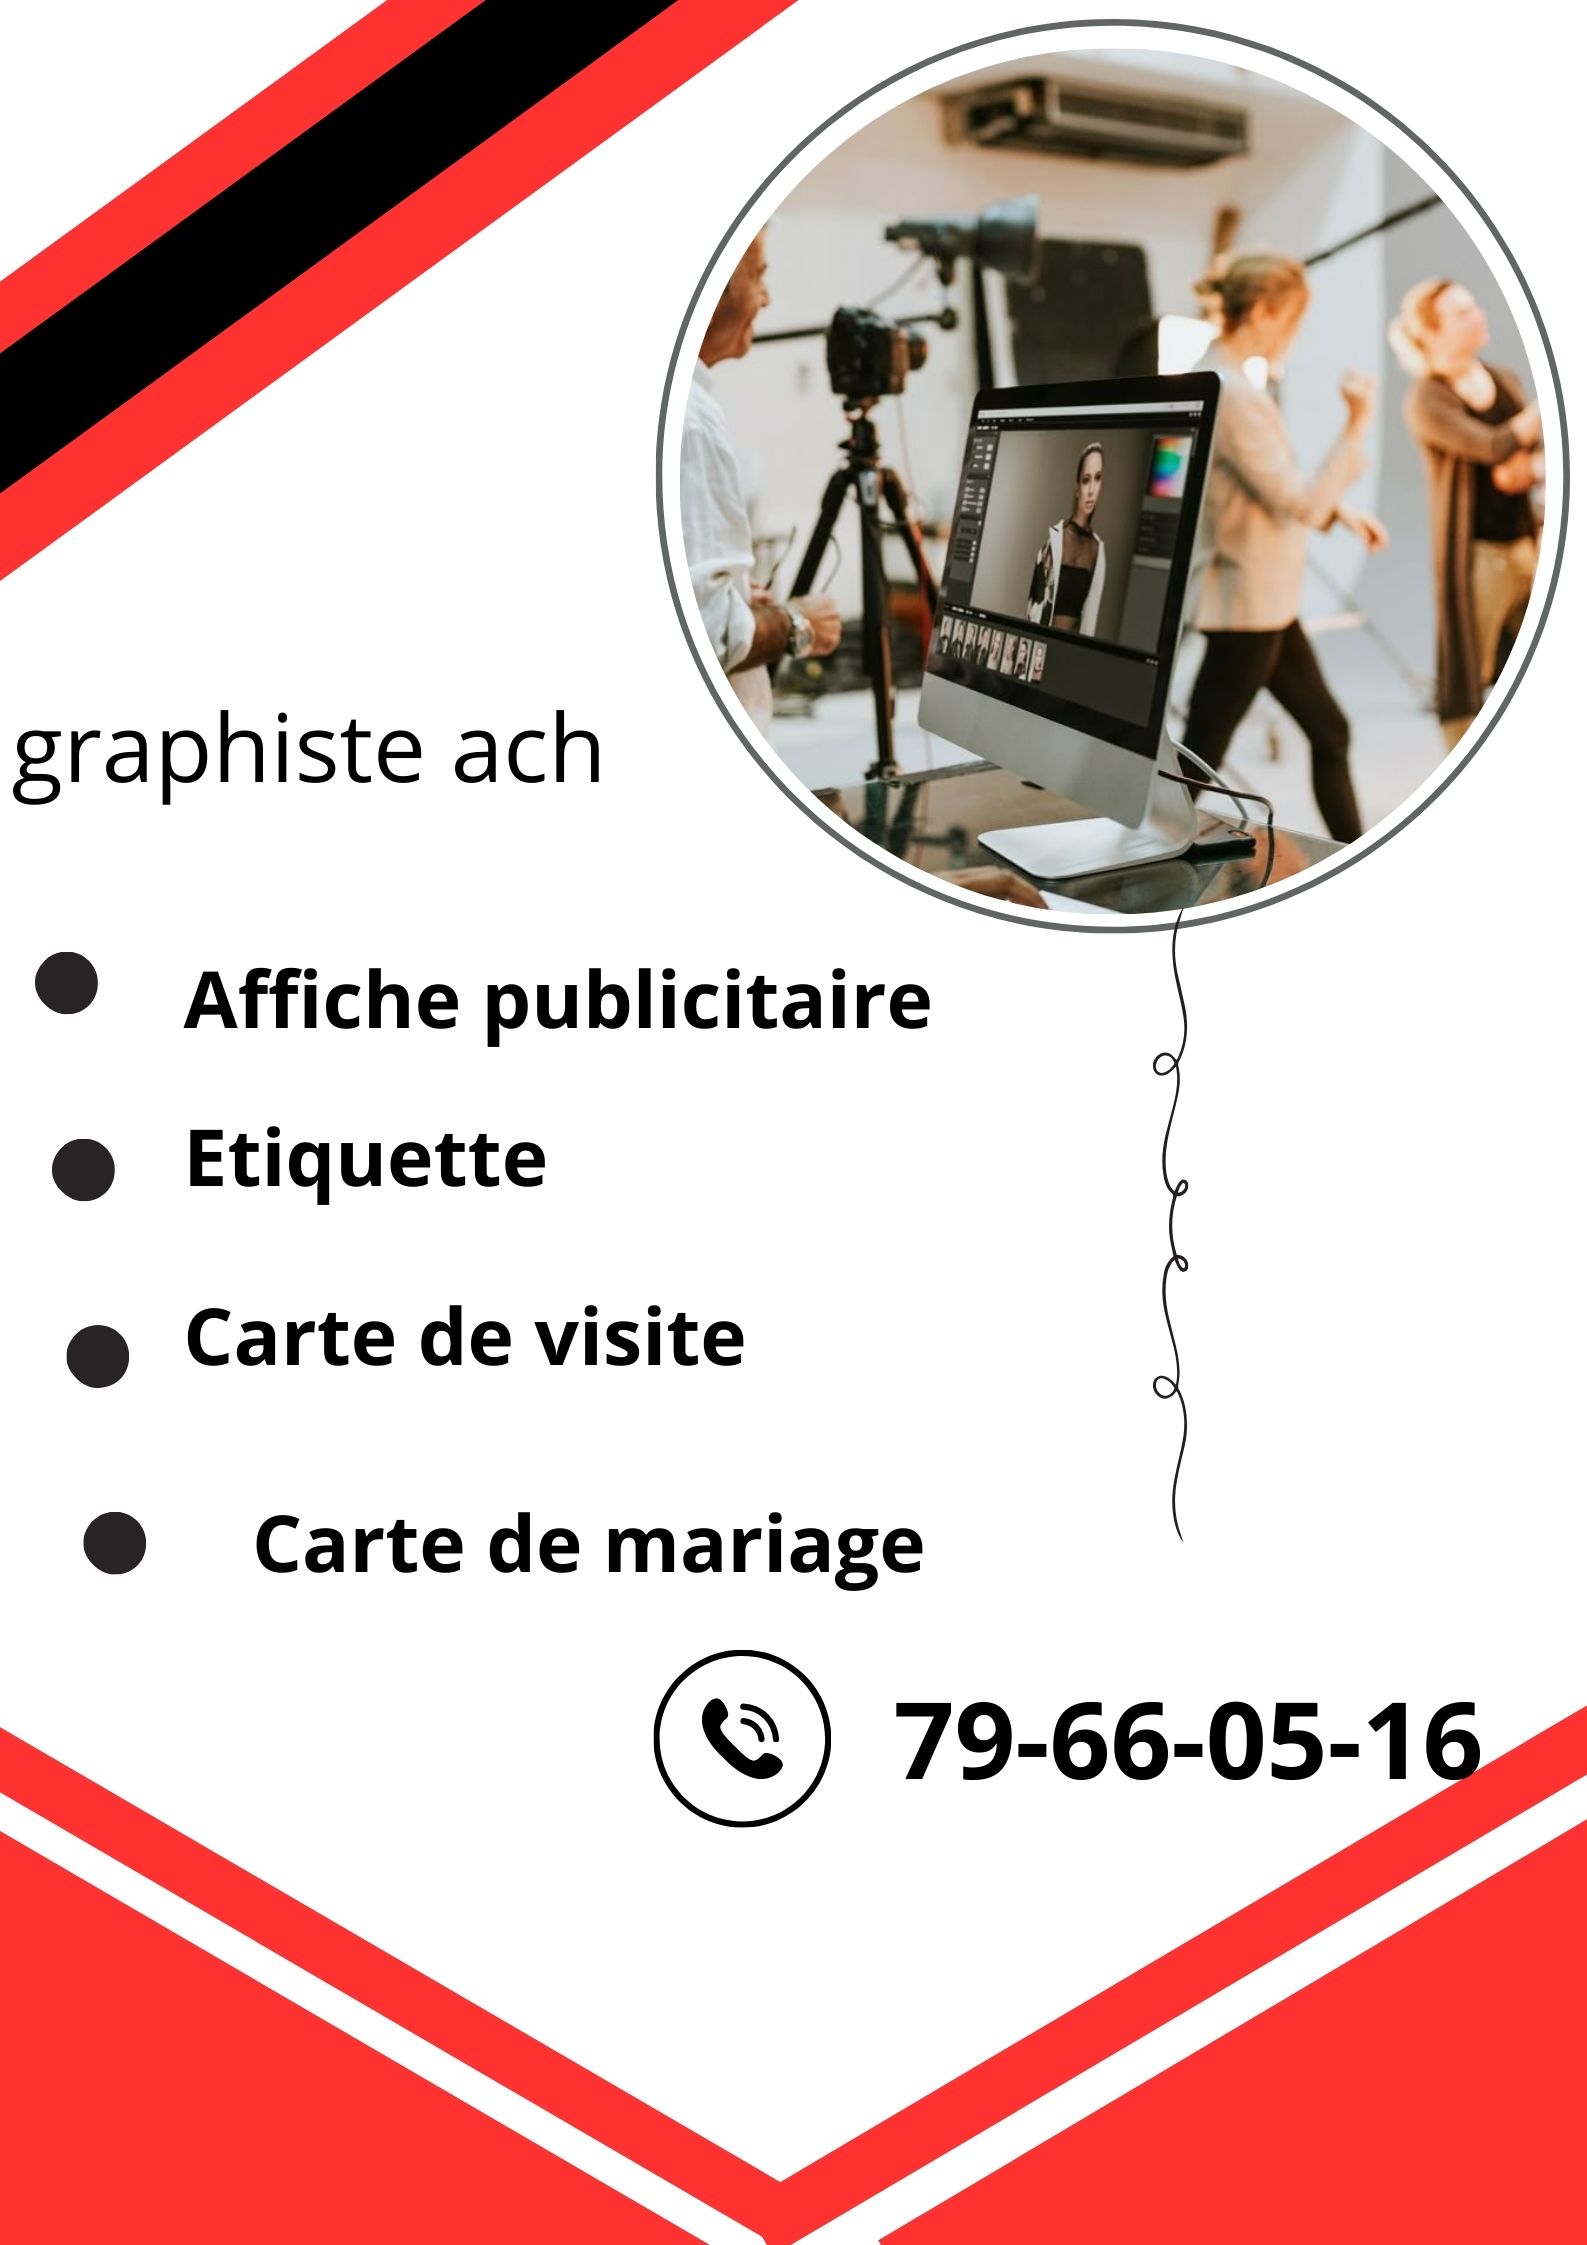 graphiste ach
Affiche publicitaire
Etiquette
Carte de visite
Carte de mariage
79-66-05-16